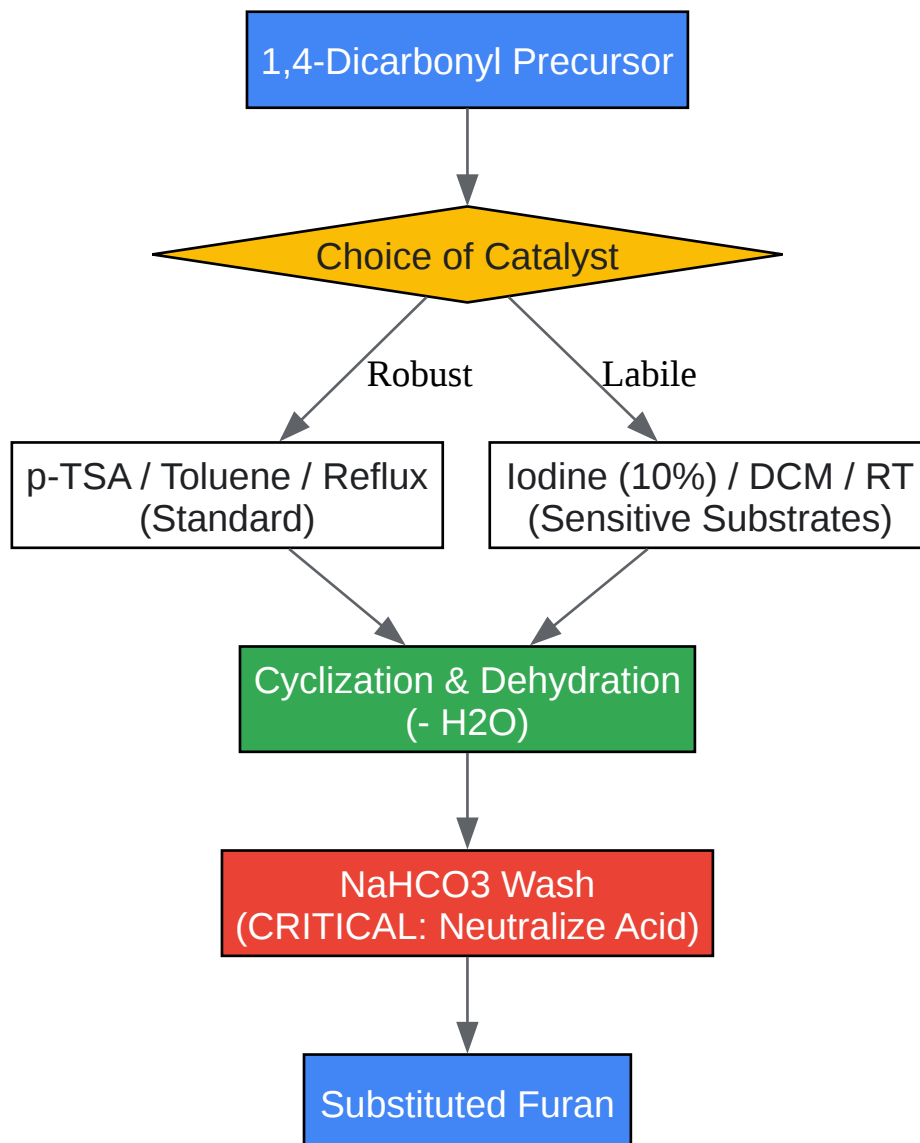 1,4-Dicarbonyl Precursor
Choice of Catalyst
Robust
Labile
p-TSA / Toluene / Reflux
(Standard)
Iodine (10%) / DCM / RT
(Sensitive Substrates)
Cyclization & Dehydration
(- H2O)
NaHCO3 Wash
(CRITICAL: Neutralize Acid)
Substituted Furan